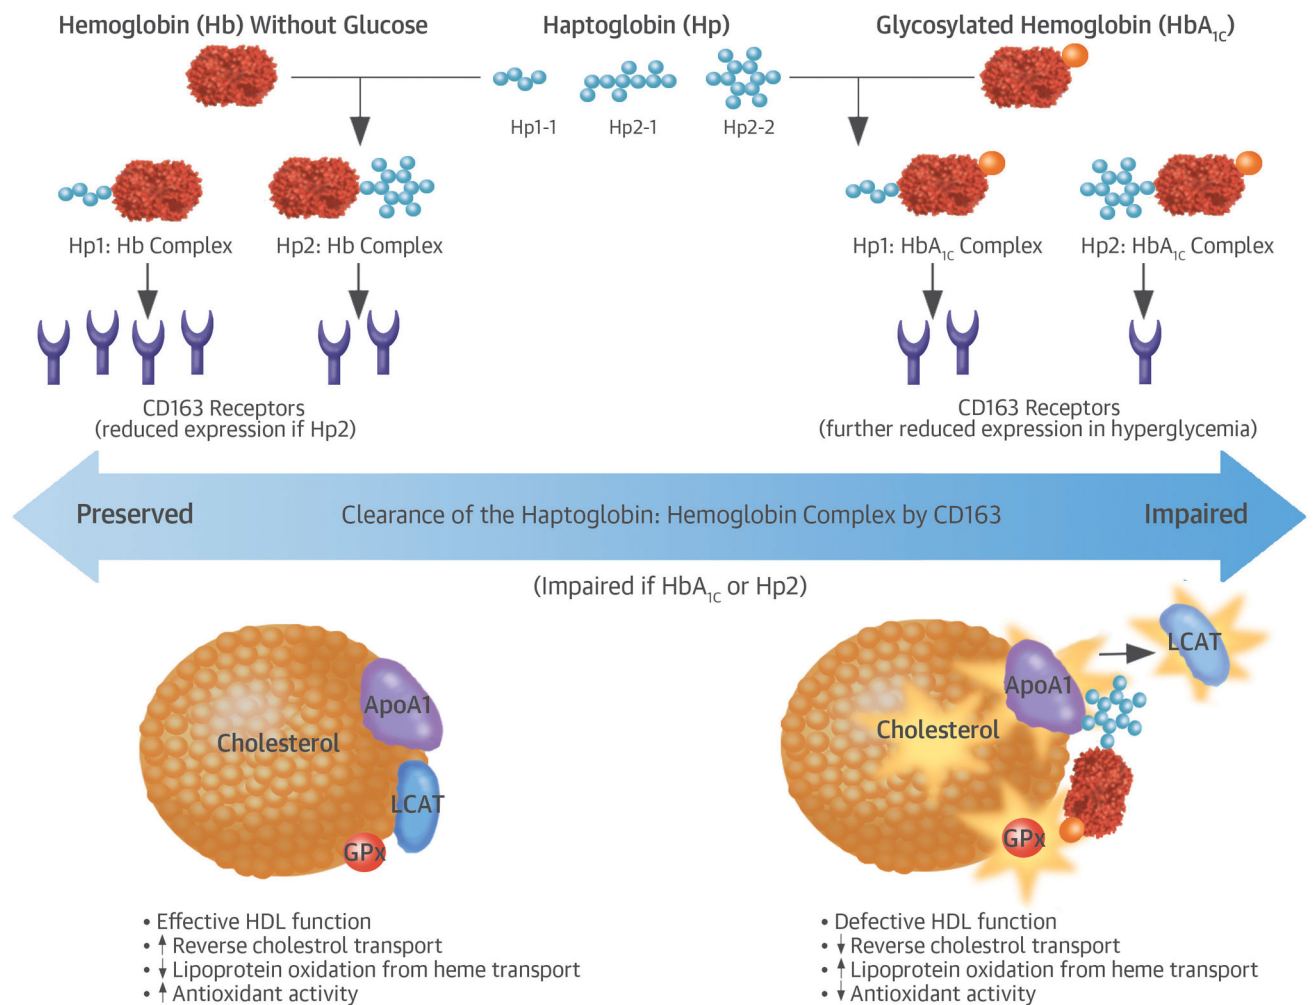 Hemoglobin (Hb) Without Glucose
Haptoglobin (Hp)
Glycosylated Hemoglobin (HbA1C)
Hp1-1
Hp2-1
Hp2-2
Hp1: Hb Complex
Hp2: Hb Complex
Hp1: HbA1C Complex
Hp2: HbA1C Complex
CD163 Receptors
(reduced expression if Hp2)
CD163 Receptors
(further reduced expression in hyperglycemia)
Preserved
Clearance of the Haptoglobin: Hemoglobin Complex by CD163
Impaired
(Impaired if HbA1C or Hp2)
ApoA1
Cholesterol
LCAT
GPx
LCAT
ApoA1
Cholesterol
GPx
• Effective HDL function
• ↑ Reverse cholestrol transport
• ↓ Lipoprotein oxidation from heme transport
• ↑ Antioxidant activity
• Defective HDL function
• ↓ Reverse cholestrol transport
• ↑ Lipoprotein oxidation from heme transport
• ↓ Antioxidant activity